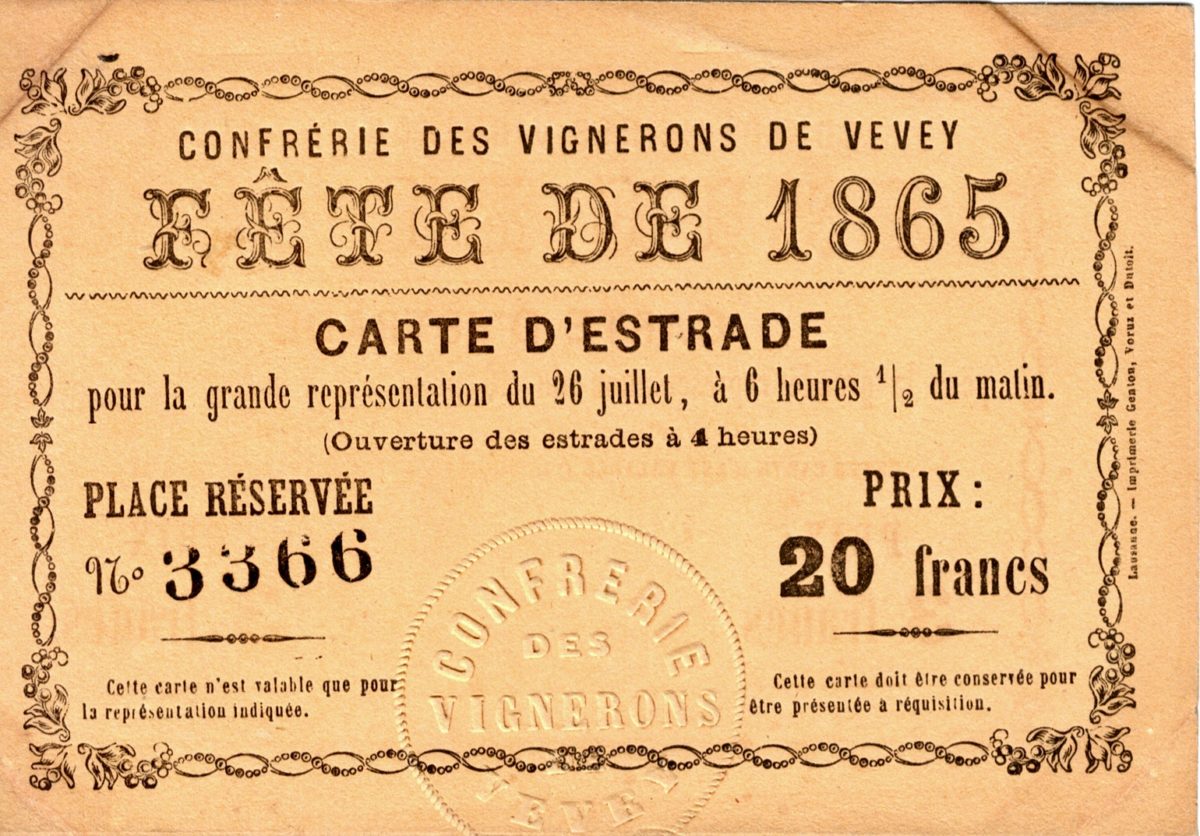 CONFRÉRIE DES VIGNERONS DE VEVEY
FÊTE DE 1865
CARTE D'ESTRADE
pour la grande représentation du 26 juillet, à 6 heures 1/2 du matin.
(Ouverture des estrades à 4 heures)
PLACE RÉSERVÉE
No 3366
PRIX:
20 francs
Cette carte n'est valable que pour
la représentation indiquée.
Cette carte doit être conservée pour
être présentée à réquisition.
CONFRERIE
DES
VIGNERONS
VEVEY
Lausanne. — Imprimerie Genton, Voruz et Dutoit.